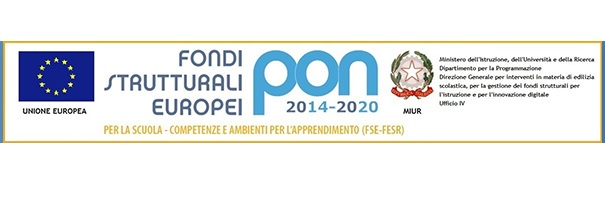 UNIONE EUROPEA
FONDI
STRUTTURALI
EUROPEI
pon
2014-2020
MIUR
Ministero dell'Istruzione, dell'Università e della Ricerca
Dipartimento per la Programmazione
Direzione Generale per interventi in materia di edilizia
scolastica, per la gestione dei fondi strutturali per
l'istruzione e per l'innovazione digitale
Ufficio IV
PER LA SCUOLA - COMPETENZE E AMBIENTI PER L'APPRENDIMENTO (FSE-FESR)